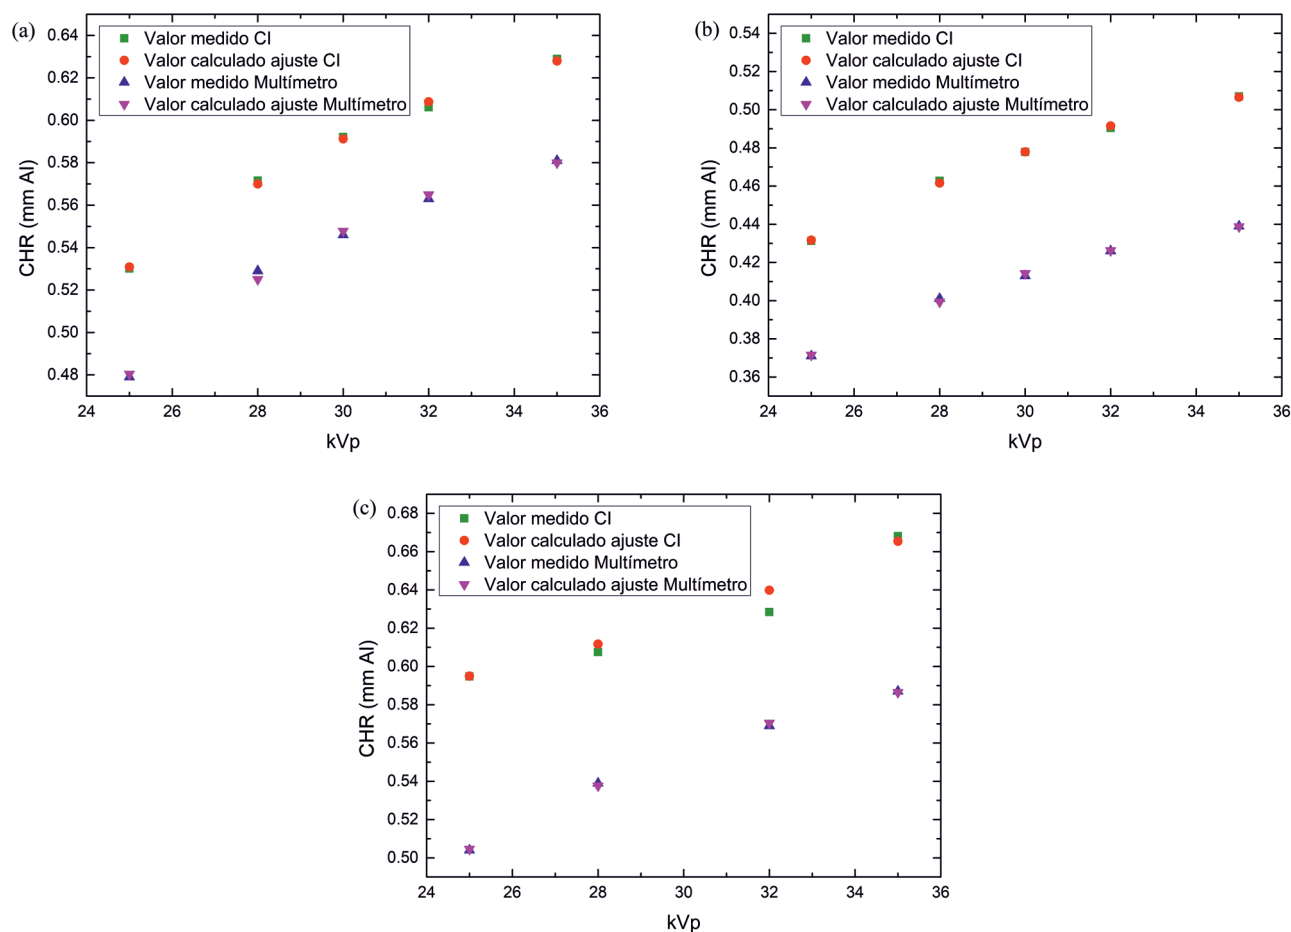 (a)
0.64
0.62
0.60
0.58
0.56
0.54
0.52
0.50
0.48
CHR (mm Al)
Valor medido CI
Valor calculado ajuste CI
Valor medido Multímetro
Valor calculado ajuste Multímetro
24 26 28 30 32 34 36
kVp
(b)
0.54
0.52
0.50
0.48
0.46
0.44
0.42
0.40
0.38
0.36
CHR (mm Al)
Valor medido CI
Valor calculado ajuste CI
Valor medido Multímetro
Valor calculado ajuste Multímetro
24 26 28 30 32 34 36
kVp
(c)
0.68
0.66
0.64
0.62
0.60
0.58
0.56
0.54
0.52
0.50
CHR (mm Al)
Valor medido CI
Valor calculado ajuste CI
Valor medido Multímetro
Valor calculado ajuste Multímetro
24 26 28 30 32 34 36
kVp